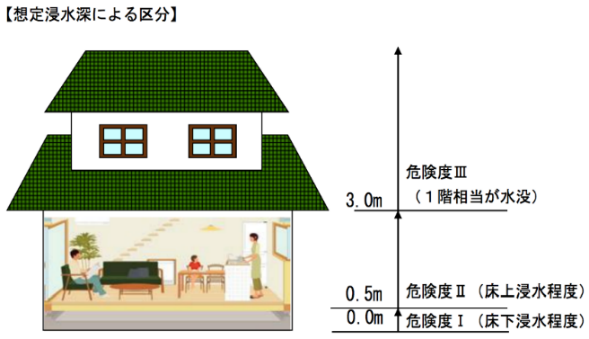 【想定浸水深による区分】
危険度Ⅲ
（１階相当が水没）
3.0m
0.5m
危険度Ⅱ（床上浸水程度）
0.0m
危険度Ⅰ（床下浸水程度）